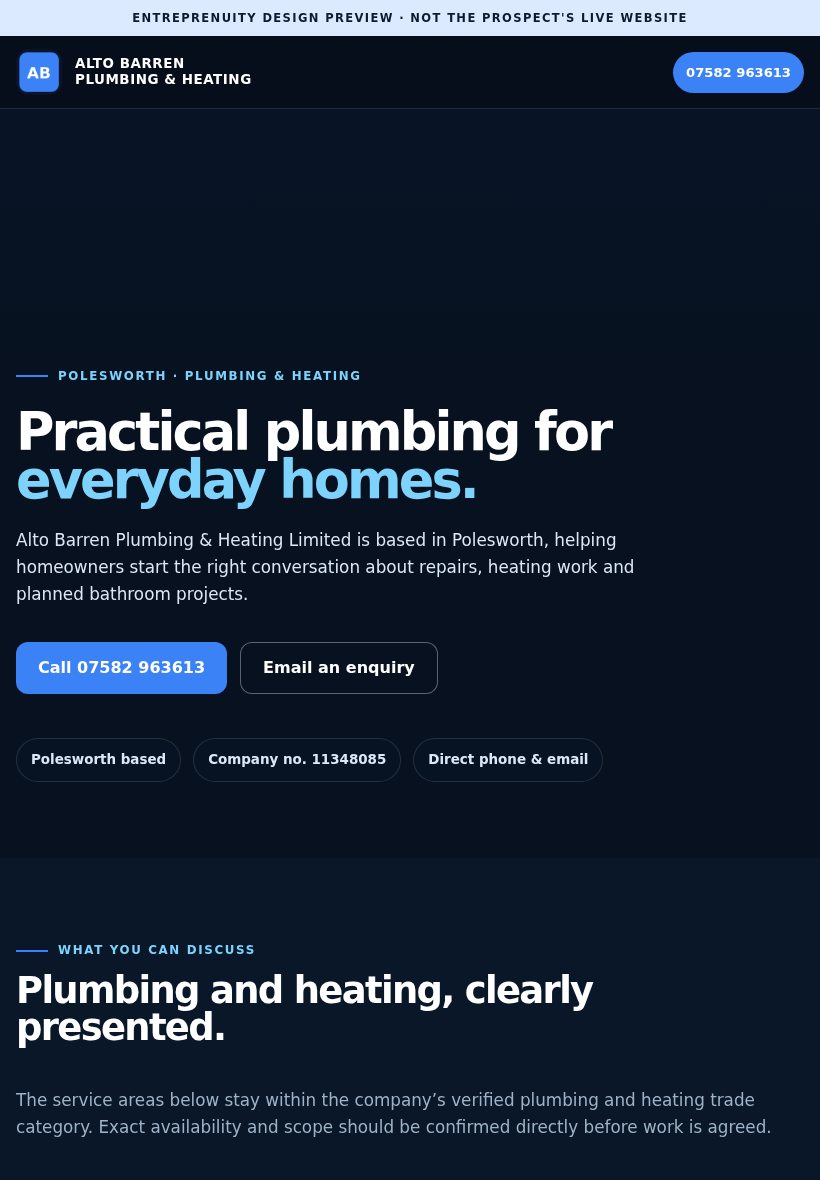 ENTREPRENUITY DESIGN PREVIEW · NOT THE PROSPECT'S LIVE WEBSITE
AB
ALTO BARREN
PLUMBING & HEATING
07582 963613
POLESWORTH · PLUMBING & HEATING
Practical plumbing for
everyday homes.
Alto Barren Plumbing & Heating Limited is based in Polesworth, helping
homeowners start the right conversation about repairs, heating work and
planned bathroom projects.
Call 07582 963613
Email an enquiry
Polesworth based
Company no. 11348085
Direct phone & email
WHAT YOU CAN DISCUSS
Plumbing and heating, clearly
presented.
The service areas below stay within the company’s verified plumbing and heating trade
category. Exact availability and scope should be confirmed directly before work is agreed.